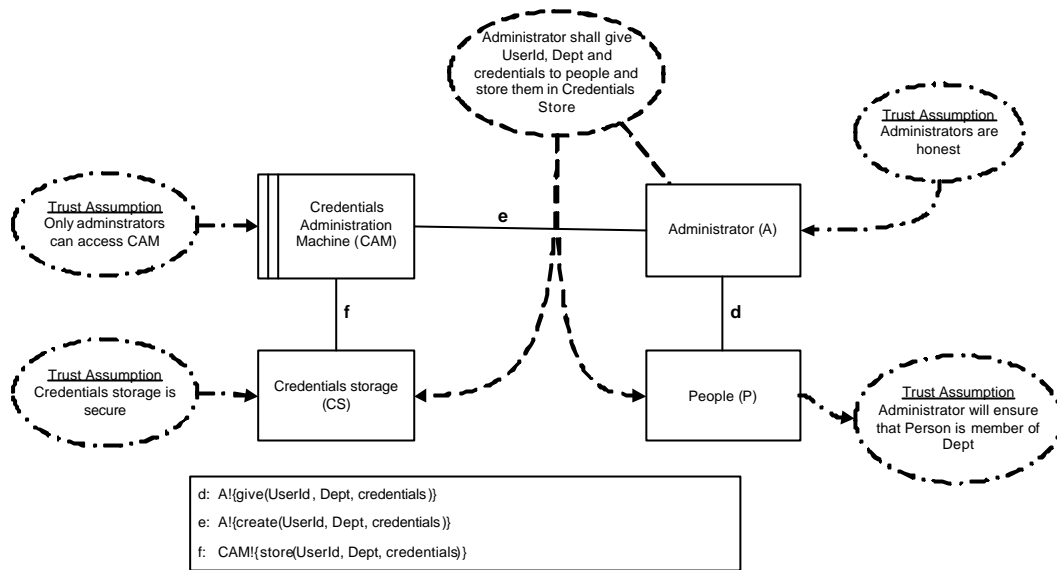 Administrator shall give
UserId, Dept and
credentials to people and
store them in Credentials
Store
Trust Assumption
Administrators are
honest
Trust Assumption
Only adminstrators
can access CAM
Credentials
Administration
Machine (CAM)
e
Administrator (A)
f
d
Trust Assumption
Credentials storage is
secure
Credentials storage
(CS)
People (P)
Trust Assumption
Administrator will ensure
that Person is member of
Dept
d: A!{give(UserId, Dept, credentials)}
e: A!{create(UserId, Dept, credentials)}
f: CAM!{store(UserId, Dept, credentials)}